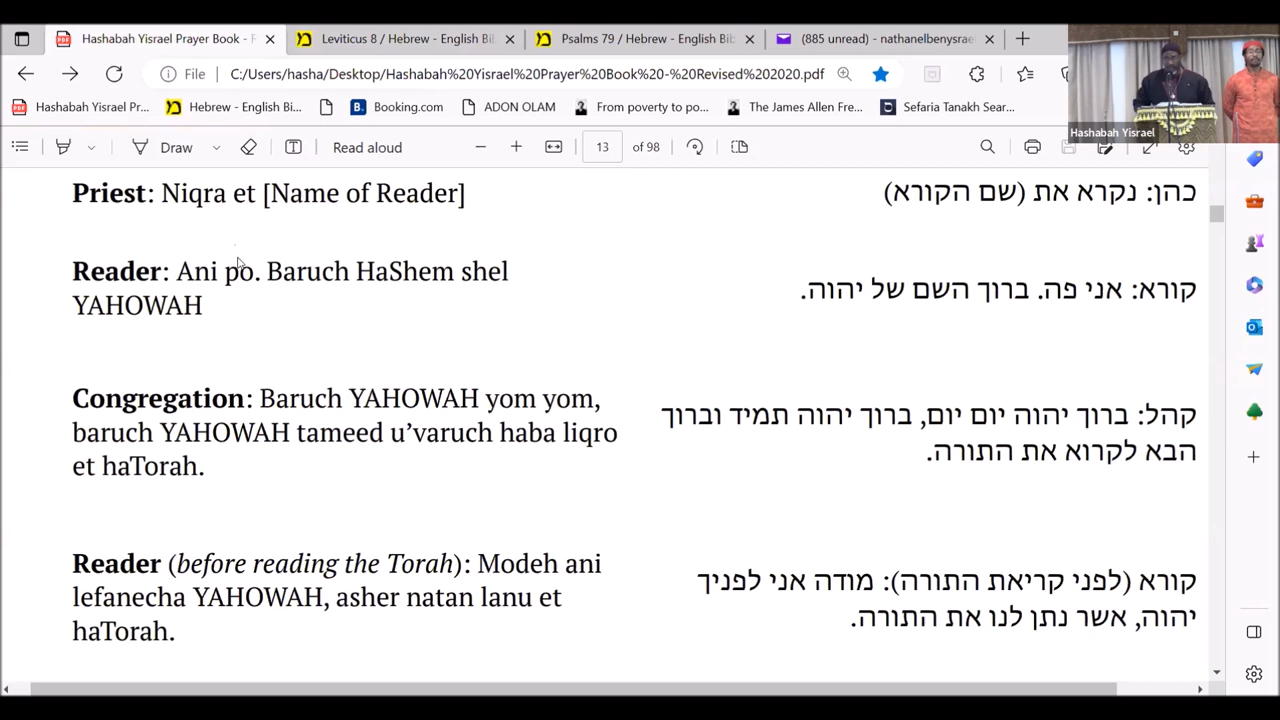 Hashabah Yisrael Prayer Book - R
Leviticus 8 / Hebrew - English Bi
Psalms 79 / Hebrew - English Bib
(885 unread) - nathanelbenysrae
File
C:/Users/hasha/Desktop/Hashabah%20Yisrael%20Prayer%20Book%20-%20Revised%202020.pdf
Hashabah Yisrael Pr...
Hebrew - English Bi...
Booking.com
ADON OLAM
From poverty to po...
The James Allen Fre...
Sefaria Tanakh Sear...
Hashabah Yisrael
Draw
Read aloud
13 of 98
Priest: Niqra et [Name of Reader]
כהן: נקרא את (שם הקורא)
Reader: Ani po. Baruch HaShem shel
YAHOWAH
קורא: אני פה. ברוך השם של יהוה.
Congregation: Baruch YAHOWAH yom yom,
baruch YAHOWAH tameed u’varuch haba liqro
et haTorah.
קהל: ברוך יהוה יום יום, ברוך יהוה תמיד וברוך
הבא לקרוא את התורה.
Reader (before reading the Torah): Modeh ani
lefanecha YAHOWAH, asher natan lanu et
haTorah.
קורא (לפני קריאת התורה): מודה אני לפניך
יהוה, אשר נתן לנו את התורה.